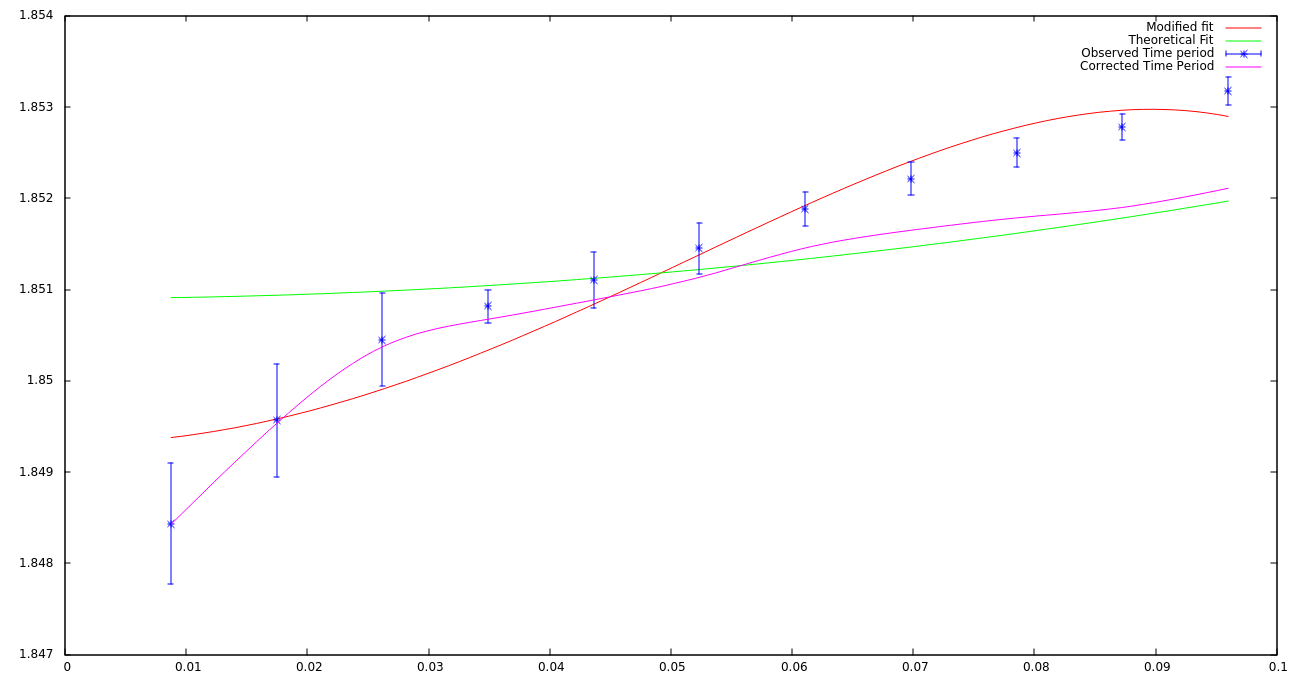 1.854
1.853
1.852
1.851
1.85
1.849
1.848
1.847
0 0.01 0.02 0.03 0.04 0.05 0.06 0.07 0.08 0.09 0.1
Modified fit
Theoretical Fit
Observed Time period
Corrected Time Period